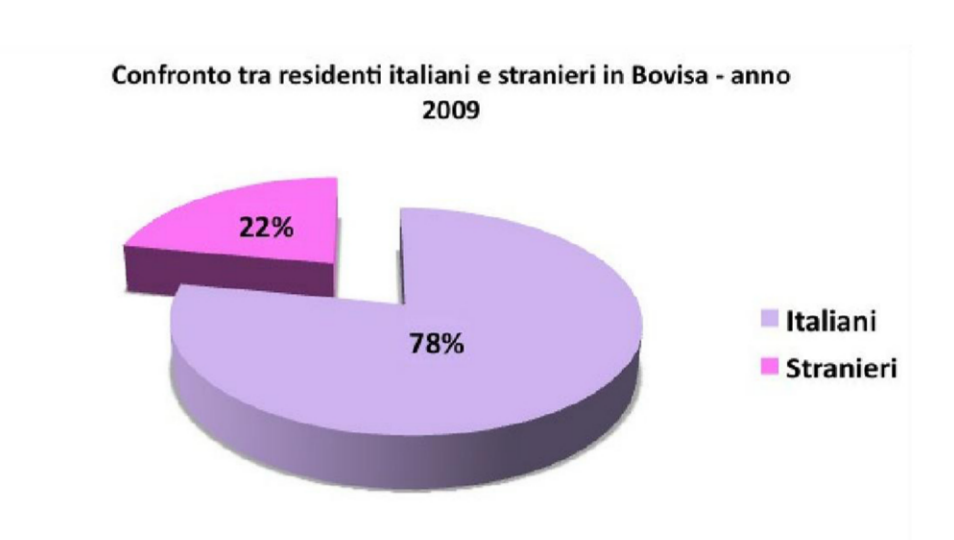 Confronto tra residenti italiani e stranieri in Bovisa - anno
2009
22%
78%
Italiani
Stranieri